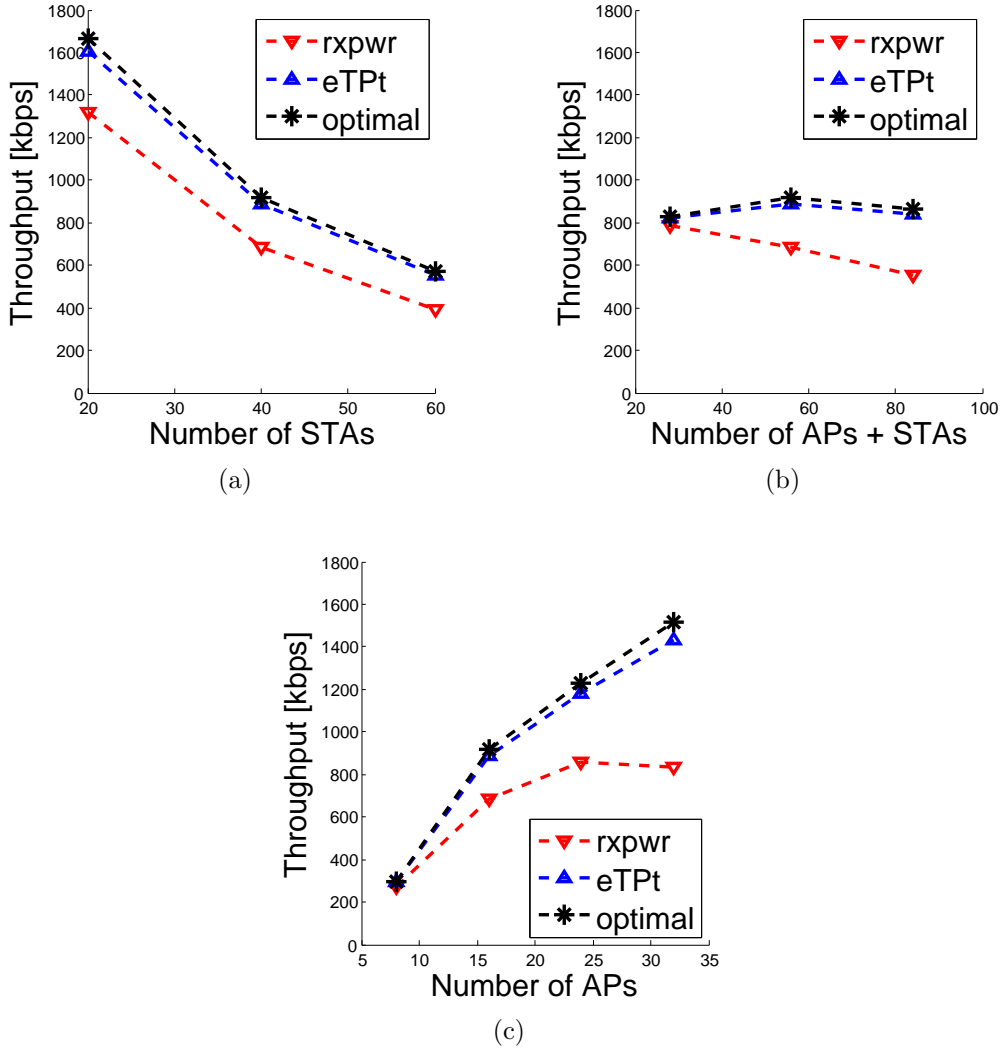 1800
1600
1400
1200
1000
800
600
400
200
0
Throughput [kbps]
rxpwr
eTPt
optimal
20 30 40 50 60
Number of STAs
(a)
1800
1600
1400
1200
1000
800
600
400
200
0
Throughput [kbps]
rxpwr
eTPt
optimal
20 40 60 80 100
Number of APs + STAs
(b)
1800
1600
1400
1200
1000
800
600
400
200
0
Throughput [kbps]
rxpwr
eTPt
optimal
5 10 15 20 25 30 35
Number of APs
(c)